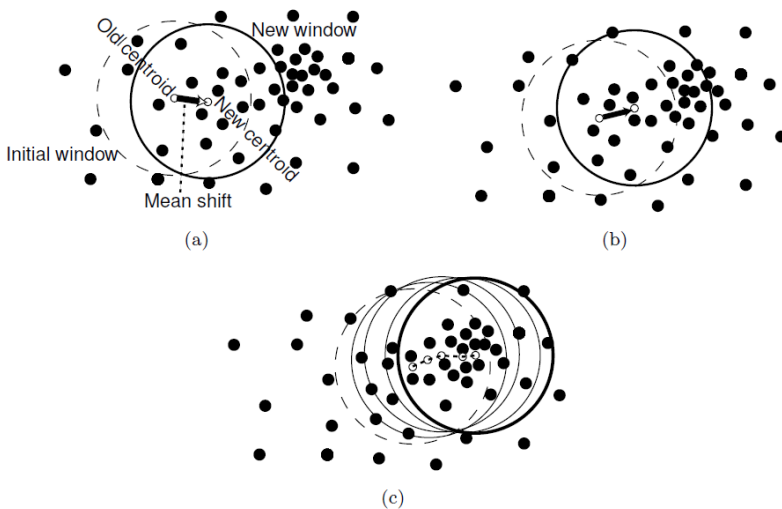 New window
Old centroid
New centroid
Initial window
Mean shift
(a)
(b)
(c)